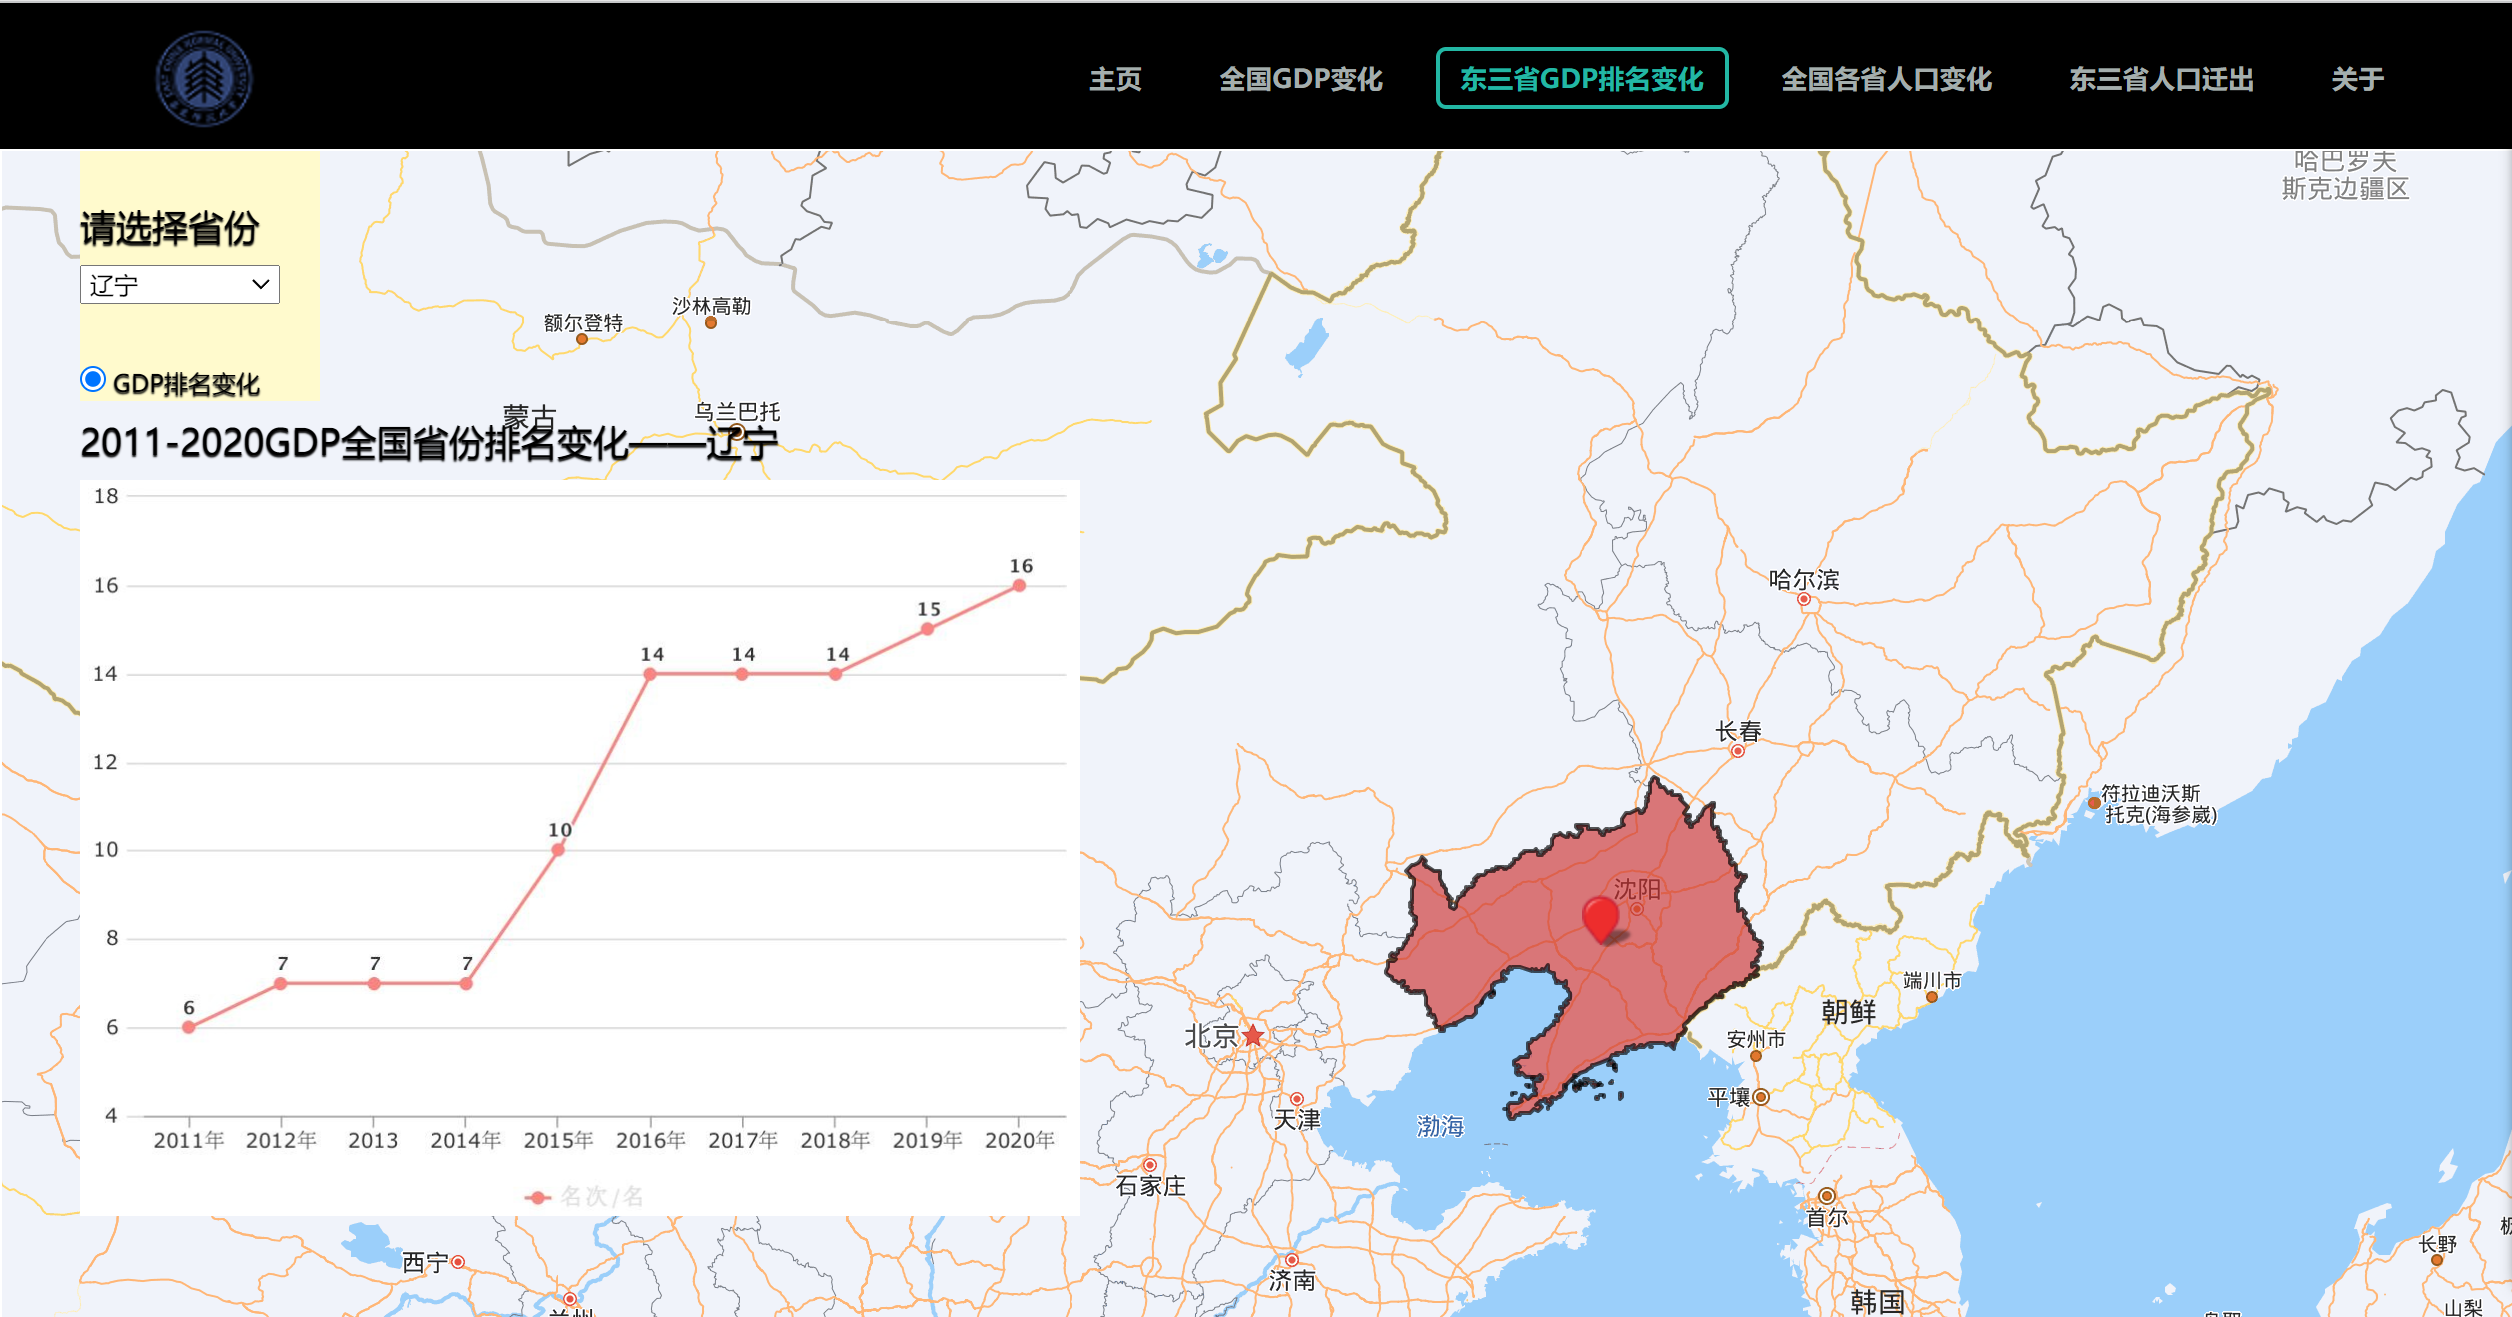 主页 全国GDP变化 东三省GDP排名变化 全国各省人口变化 东三省人口迁出 关于
哈巴罗夫
斯克边疆区
请选择省份
辽宁
沙林高勒
额尔登特
GDP排名变化
蒙古
乌兰巴托
2011-2020GDP全国省份排名变化——辽宁
18
16
14
12
10
8
6
4
6
7
7
7
10
14
14
14
15
16
2011年 2012年 2013 2014年 2015年 2016年 2017年 2018年 2019年 2020年
名次/名
哈尔滨
长春
符拉迪沃斯
托克(海参崴)
沈阳
端川市
朝鲜
北京
安州市
平壤
天津
渤海
石家庄
首尔
长野
西宁
济南
韩国
山梨